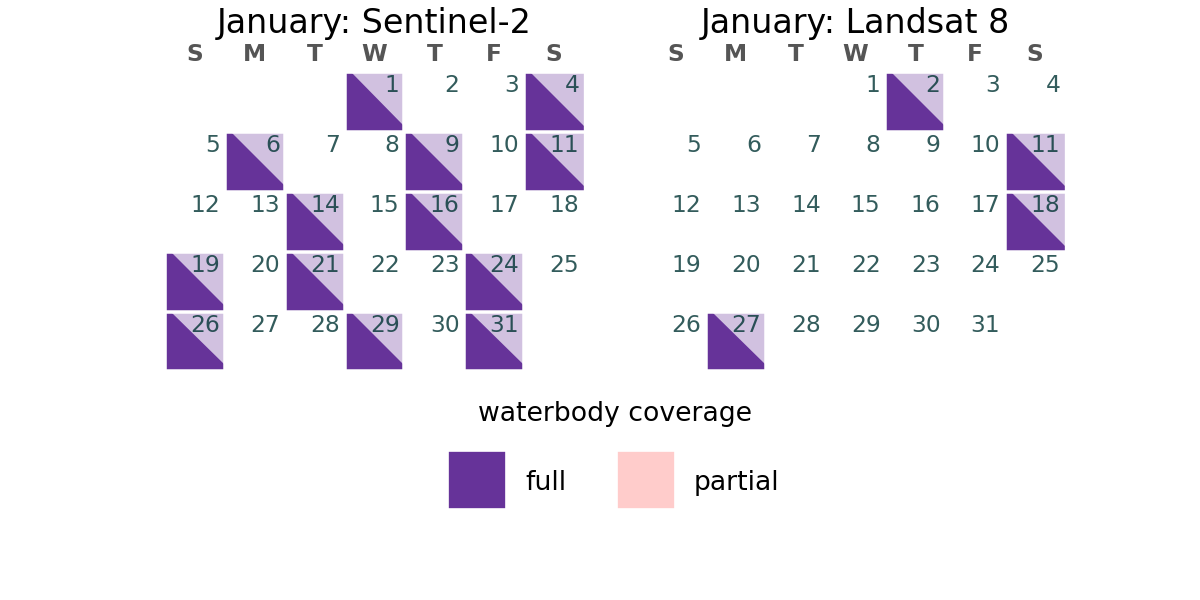 January: Sentinel-2
S M T W T F S
1 2 3 4
5 6 7 8 9 10 11
12 13 14 15 16 17 18
19 20 21 22 23 24 25
26 27 28 29 30 31
January: Landsat 8
S M T W T F S
1 2 3 4
5 6 7 8 9 10 11
12 13 14 15 16 17 18
19 20 21 22 23 24 25
26 27 28 29 30 31
waterbody coverage
full partial